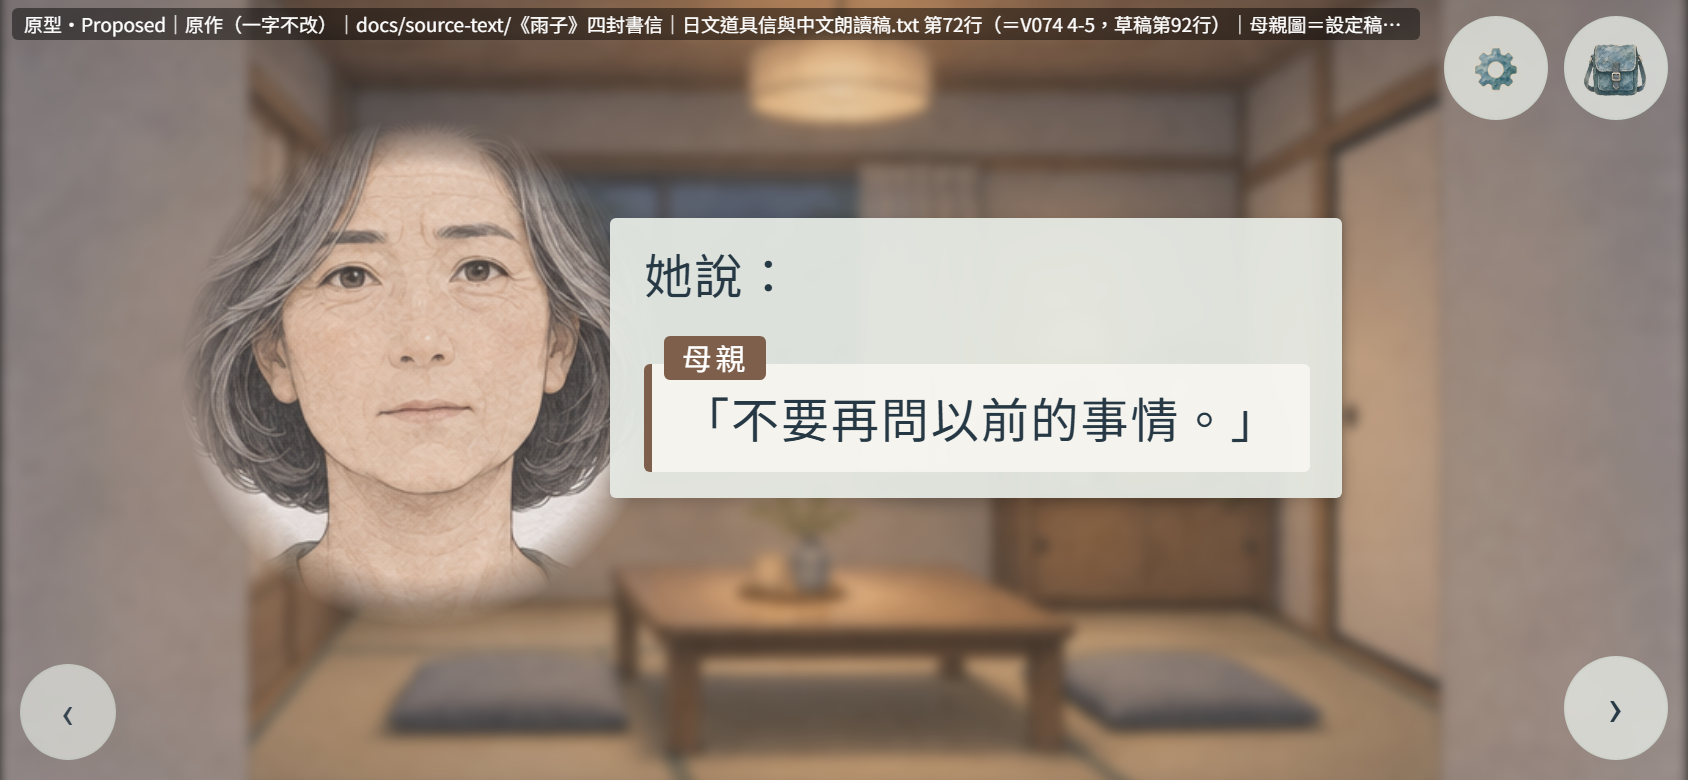 原型・Proposed｜原作（一字不改）｜docs/source-text/《雨子》四封書信｜日文道具信與中文朗讀稿.txt 第72行（＝V074 4-5，草稿第92行）｜母親圖＝設定稿…
她說：
母親
「不要再問以前的事情。」
‹
›